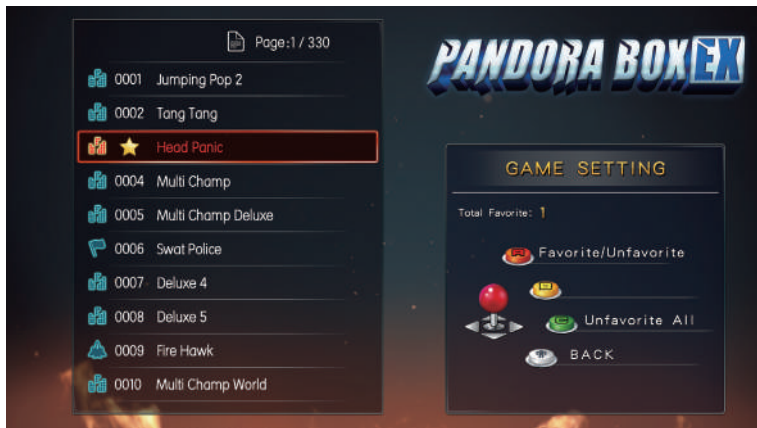 Page:1/330
0001 Jumping Pop 2
0002 Tang Tang
Head Panic
0004 Multi Champ
0005 Multi Champ Deluxe
0006 Swat Police
0007 Deluxe 4
0008 Deluxe 5
0009 Fire Hawk
0010 Multi Champ World
PANDORA BOX EX
GAME SETTING
Total Favorite: 1
Favorite/Unfavorite
Unfavorite All
BACK